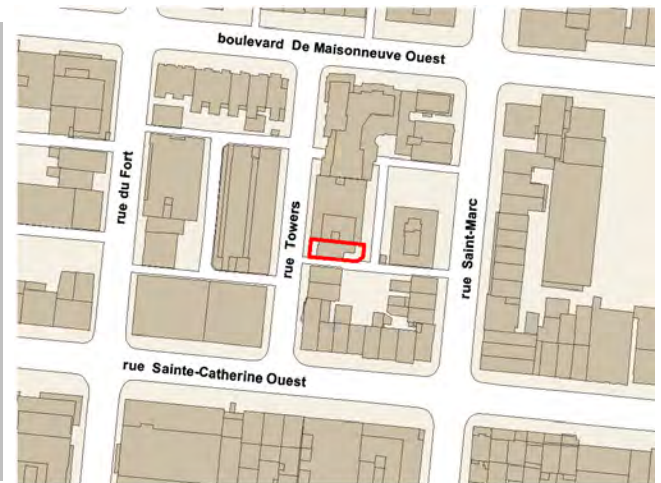 boulevard De Maisonneuve Ouest
rue du Fort
rue Towers
rue Saint-Marc
rue Sainte-Catherine Ouest